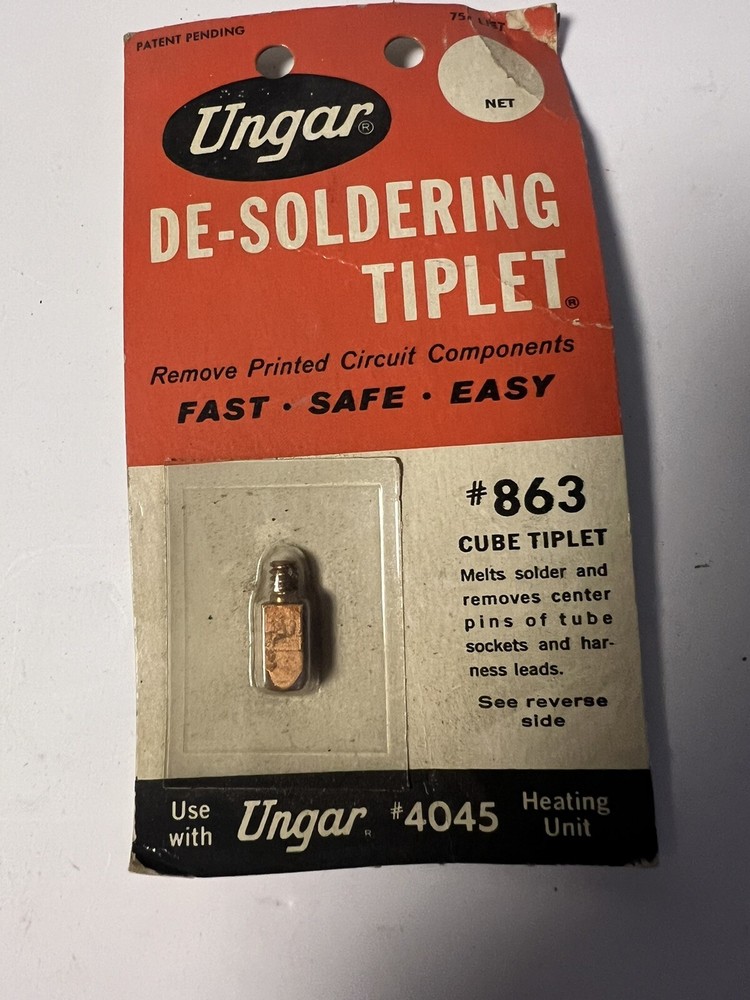 PATENT PENDING
NET
Ungar®
DE-SOLDERING
TIPLET®
Remove Printed Circuit Components
FAST · SAFE · EASY
#863
CUBE TIPLET
Melts solder and
removes center
pins of tube
sockets and har-
ness leads.
See reverse
side
Use
with
Ungar®
#4045
Heating
Unit